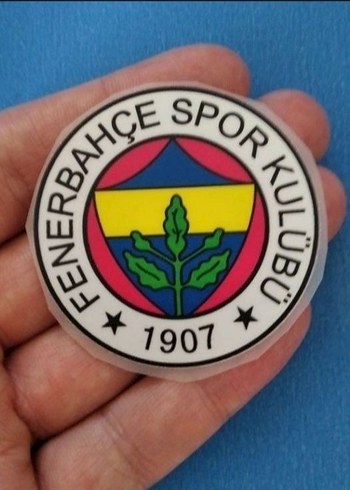 FENERBAHÇE SPOR KULÜBÜ
1907